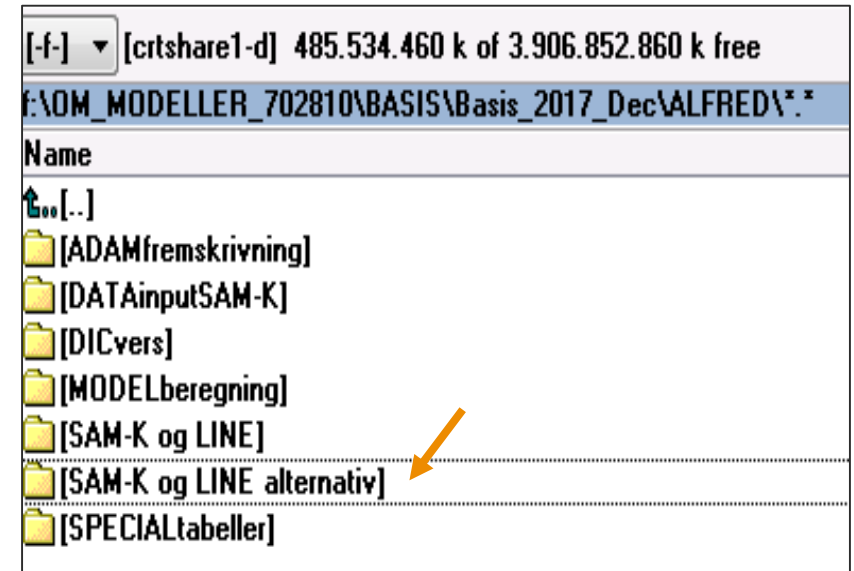 [-f-] [crtshare1-d] 485.534.460 k of 3.906.852.860 k free
f:\OM_MODELLER_702810\BASIS\Basis_2017_Dec\ALFRED\*.*
Name
[..]
[ADAMfremskrivning]
[DATAinputSAM-K]
[DICvers]
[MODELberegning]
[SAM-K og LINE]
[SAM-K og LINE alternativ]
[SPECIALtabeller]